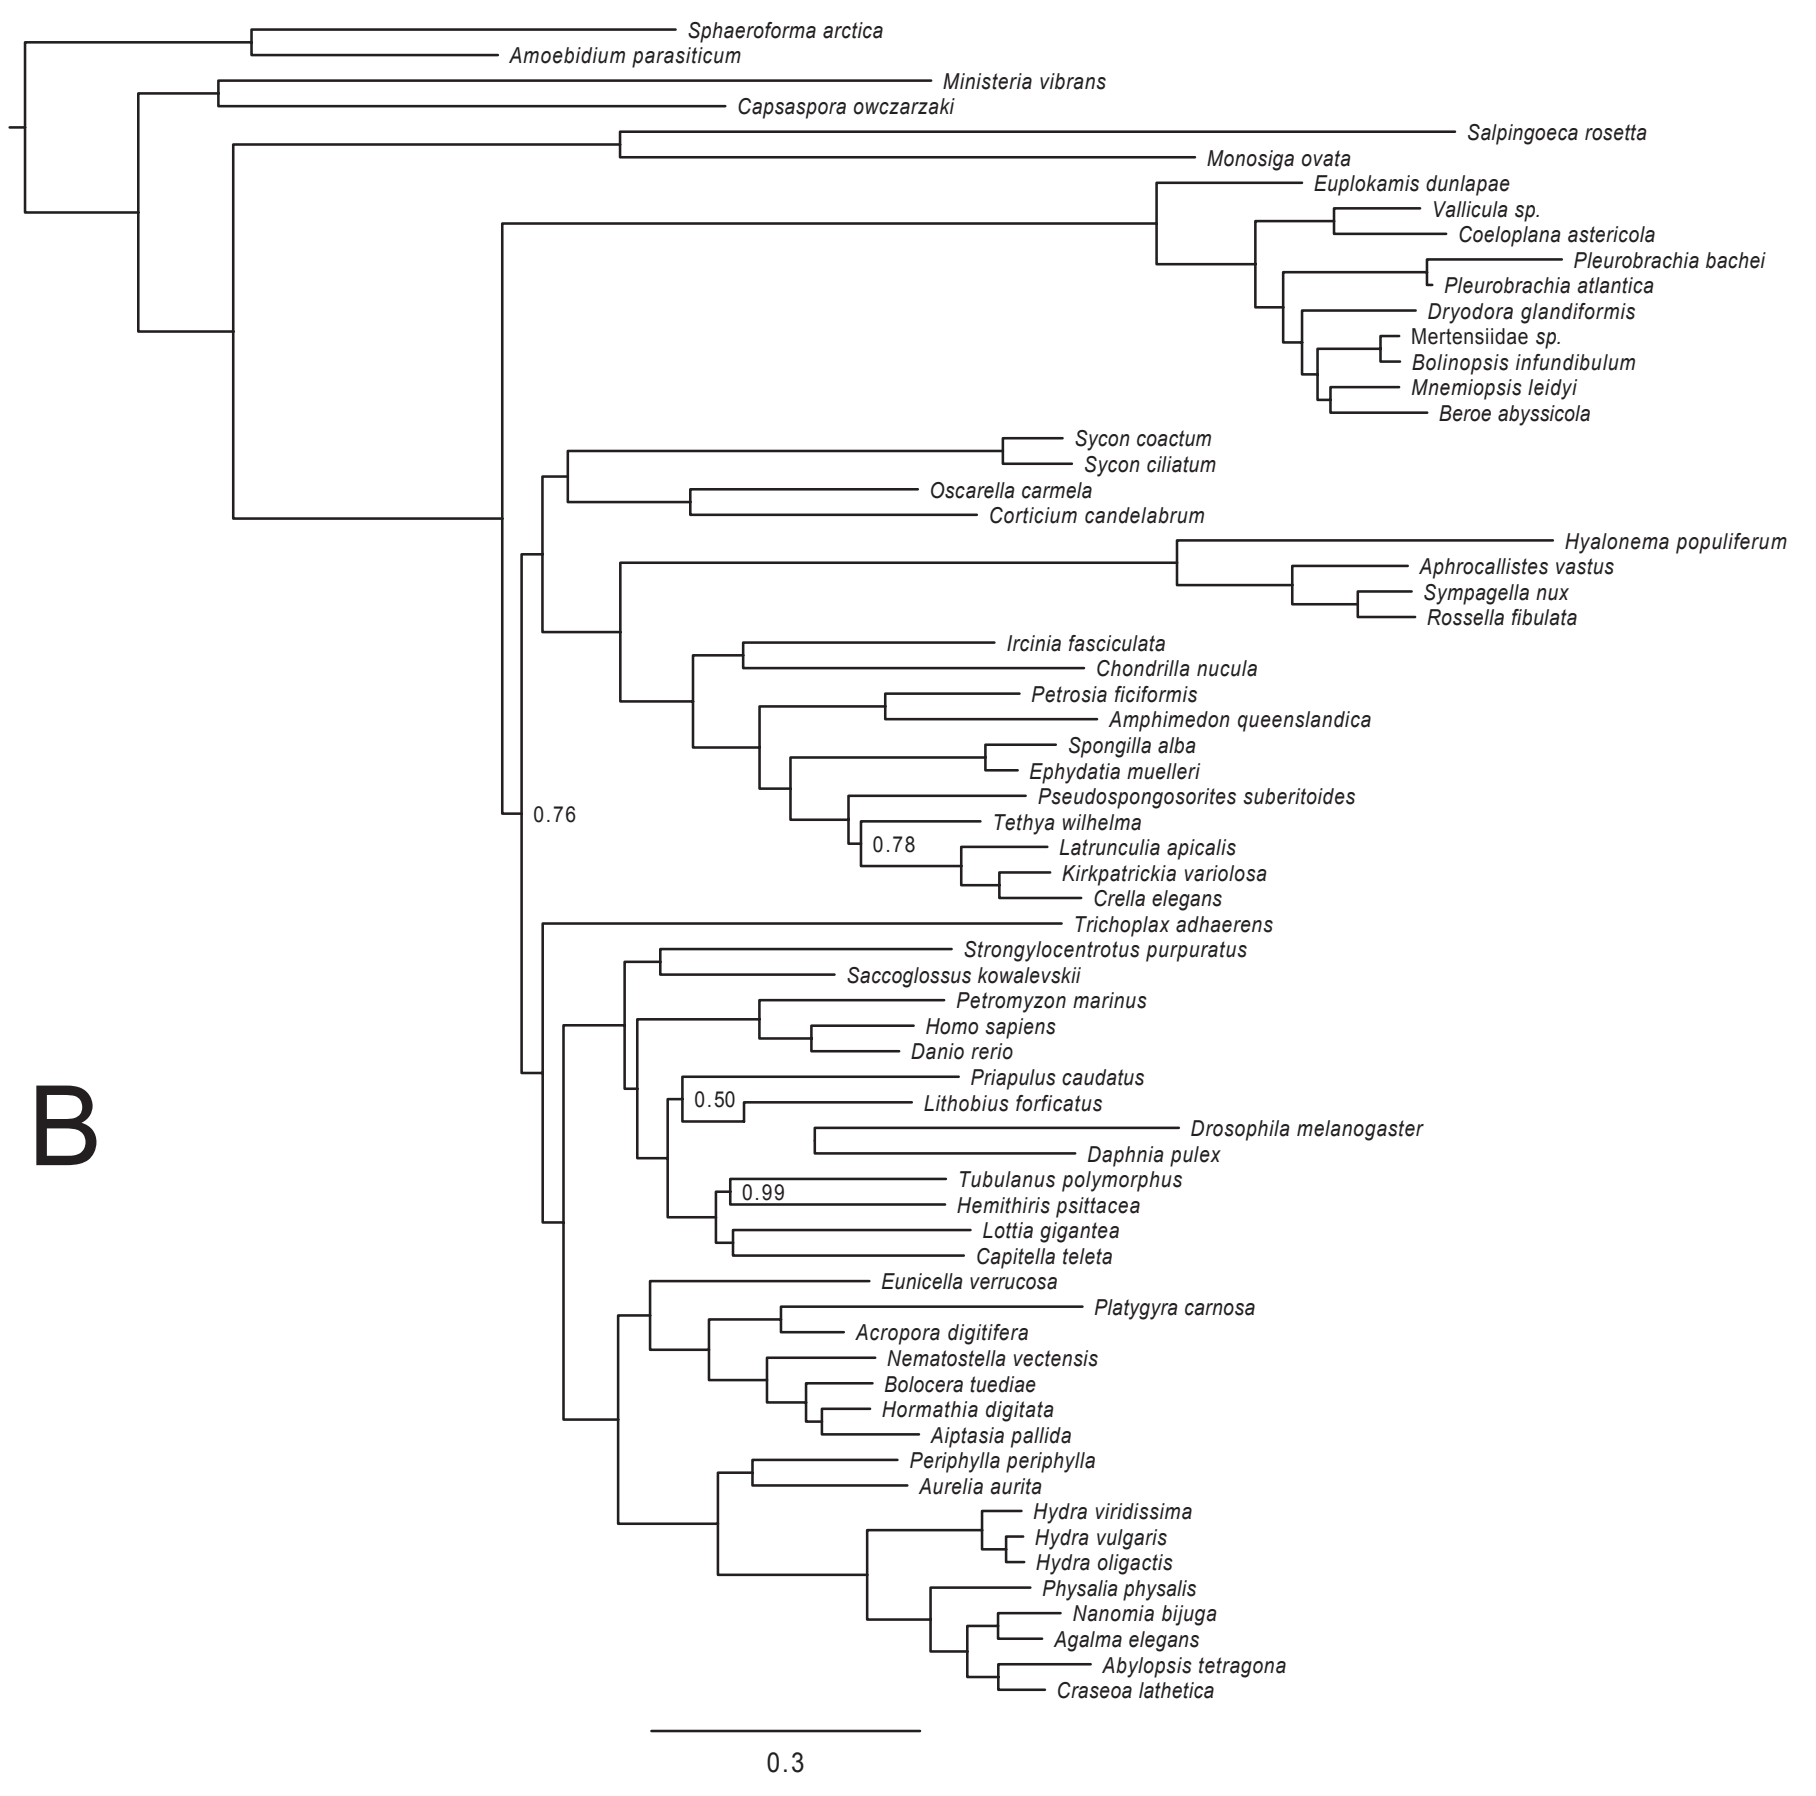 Sphaeroforma arctica
Amoebidium parasiticum
Ministeria vibrans
Capsaspora owczarzaki
Salpingoeca rosetta
Monosiga ovata
Euplokamis dunlapae
Vallicula sp.
Coeloplana astericola
Pleurobrachia bachei
Pleurobrachia atlantica
Dryodora glandiformis
Mertensiidae sp.
Bolinopsis infundibulum
Mnemiopsis leidyi
Beroe abyssicola
Sycon coactum
Sycon ciliatum
Oscarella carmela
Corticium candelabrum
Hyalonema populiferum
Aphrocallistes vastus
Sympagella nux
Rossella fibulata
Ircinia fasciculata
Chondrilla nucula
Petrosia ficiformis
Amphimedon queenslandica
Spongilla alba
Ephydatia muelleri
Pseudospongosorites suberitoides
0.76
Tethya wilhelma
0.78
Latrunculia apicalis
Kirkpatrickia variolosa
Crella elegans
Trichoplax adhaerens
Strongylocentrotus purpuratus
Saccoglossus kowalevskii
Petromyzon marinus
Homo sapiens
Danio rerio
Priapulus caudatus
0.50
Lithobius forficatus
B
Drosophila melanogaster
Daphnia pulex
Tubulanus polymorphus
0.99
Hemithiris psittacea
Lottia gigantea
Capitella teleta
Eunicella verrucosa
Platygyra carnosa
Acropora digitifera
Nematostella vectensis
Bolocera tuediae
Hormathia digitata
Aiptasia pallida
Periphylla periphylla
Aurelia aurita
Hydra viridissima
Hydra vulgaris
Hydra oligactis
Physalia physalis
Nanomia bijuga
Agalma elegans
Abylopsis tetragona
Craseoa lathetica
0.3